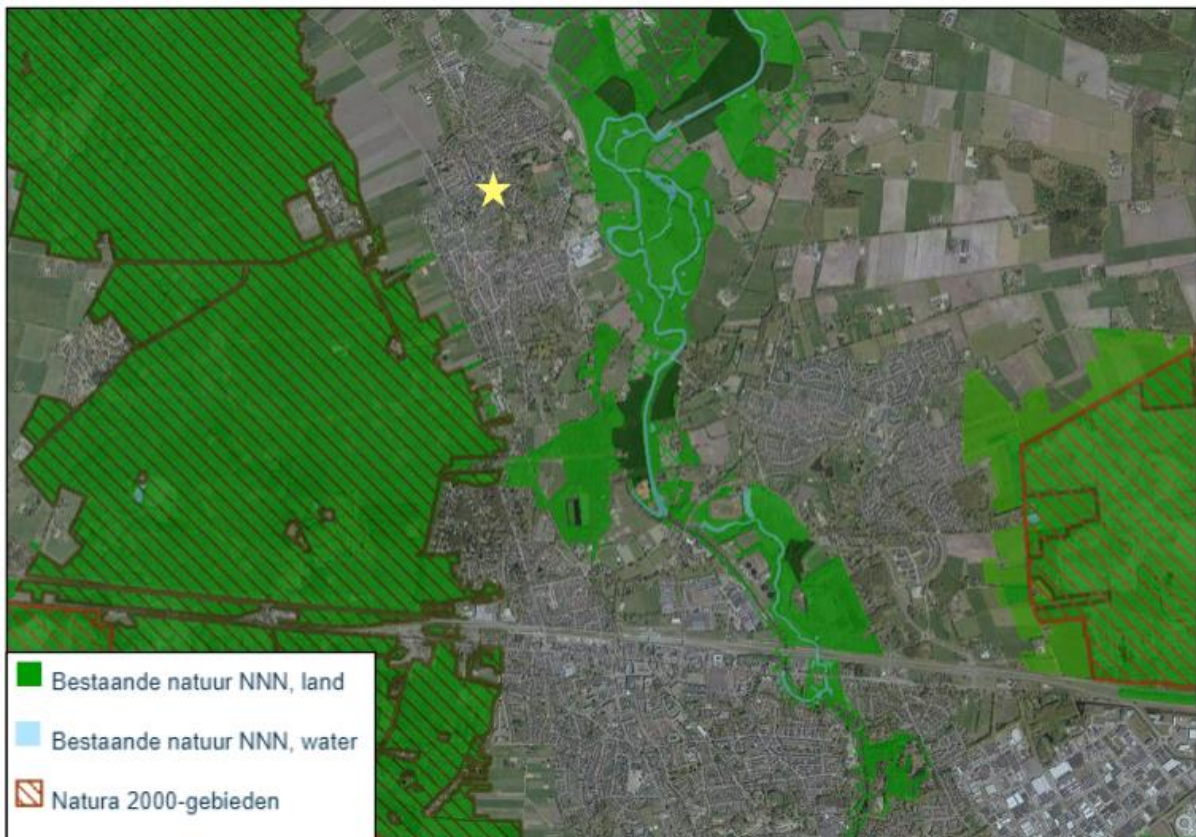 Bestaande natuur NNN, land
Bestaande natuur NNN, water
Natura 2000-gebieden